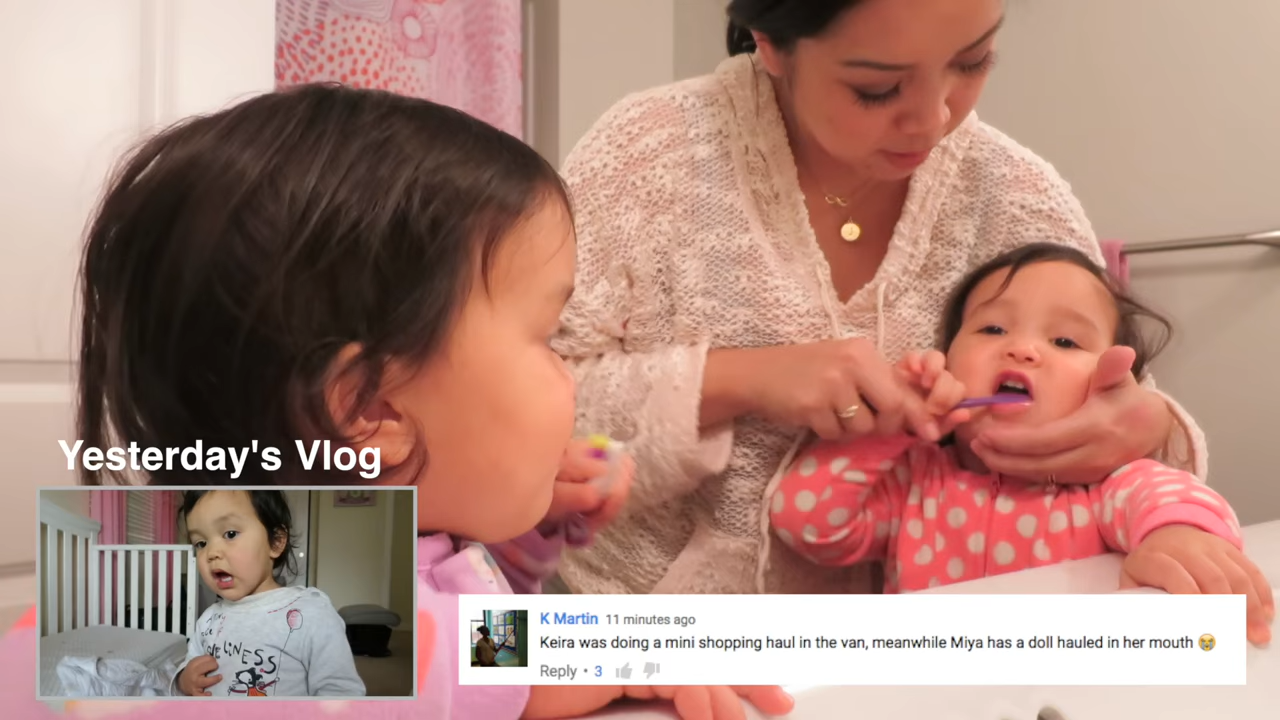 Yesterday's Vlog
K Martin 11 minutes ago
Keira was doing a mini shopping haul in the van, meanwhile Miya has a doll hauled in her mouth 😭
Reply • 3